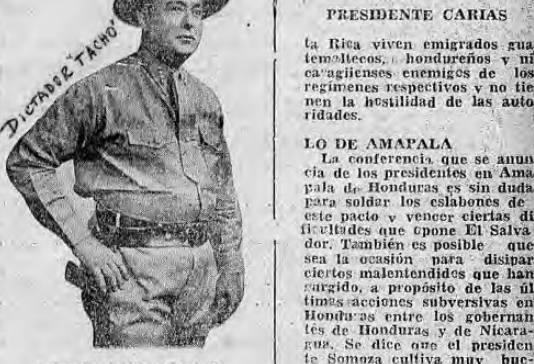 DICTADOR "TACHO"
PRESIDENTE CARIAS
ta Rica viven emigrados gua
temaltecos, hondureños y ni
caragüenses enemigos de los
regímenes respectivos y no tie
nen la hostilidad de las auto
ridades.
LO DE AMAPALA
La conferencia que se anun
cia de los presidentes en Ama
pala de Honduras es sin duda
para soldar los eslabones de
este pacto y vencer ciertas di
ficultades que opone El Salva
dor. También es posible que
sea la ocasión para disipar
ciertos malentendidos que han
surgido, a propósito de las úl
timas acciones subversivas en
Honduras entre los gobernan
tes de Honduras y de Nicara-
gua. Se dice que el presiden
te Somoza cultiva muy bue-